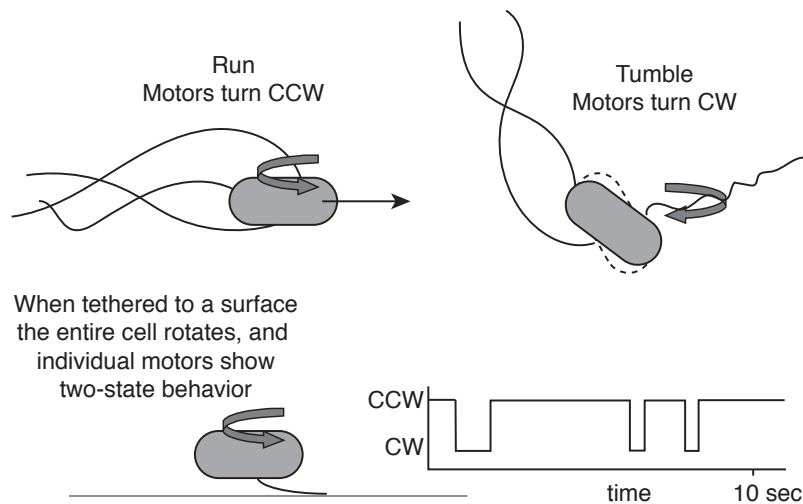 Run
Motors turn CCW
Tumble
Motors turn CW
When tethered to a surface
the entire cell rotates, and
individual motors show
two-state behavior
CCW
CW
time
10 sec